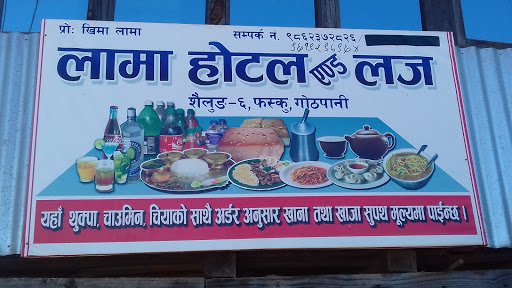 प्रो: खिमा लामा
सम्पर्क नं. ९८६२३७२८२६/
लामा होटल एण्ड लज
शैलुङ-६, फस्कु, गोठपानी
यहाँ थुक्पा, चाउमिन, चियाको साथै अर्डर अनुसार खाना तथा खाजा सुपथ मूल्यमा पाईन्छ ।